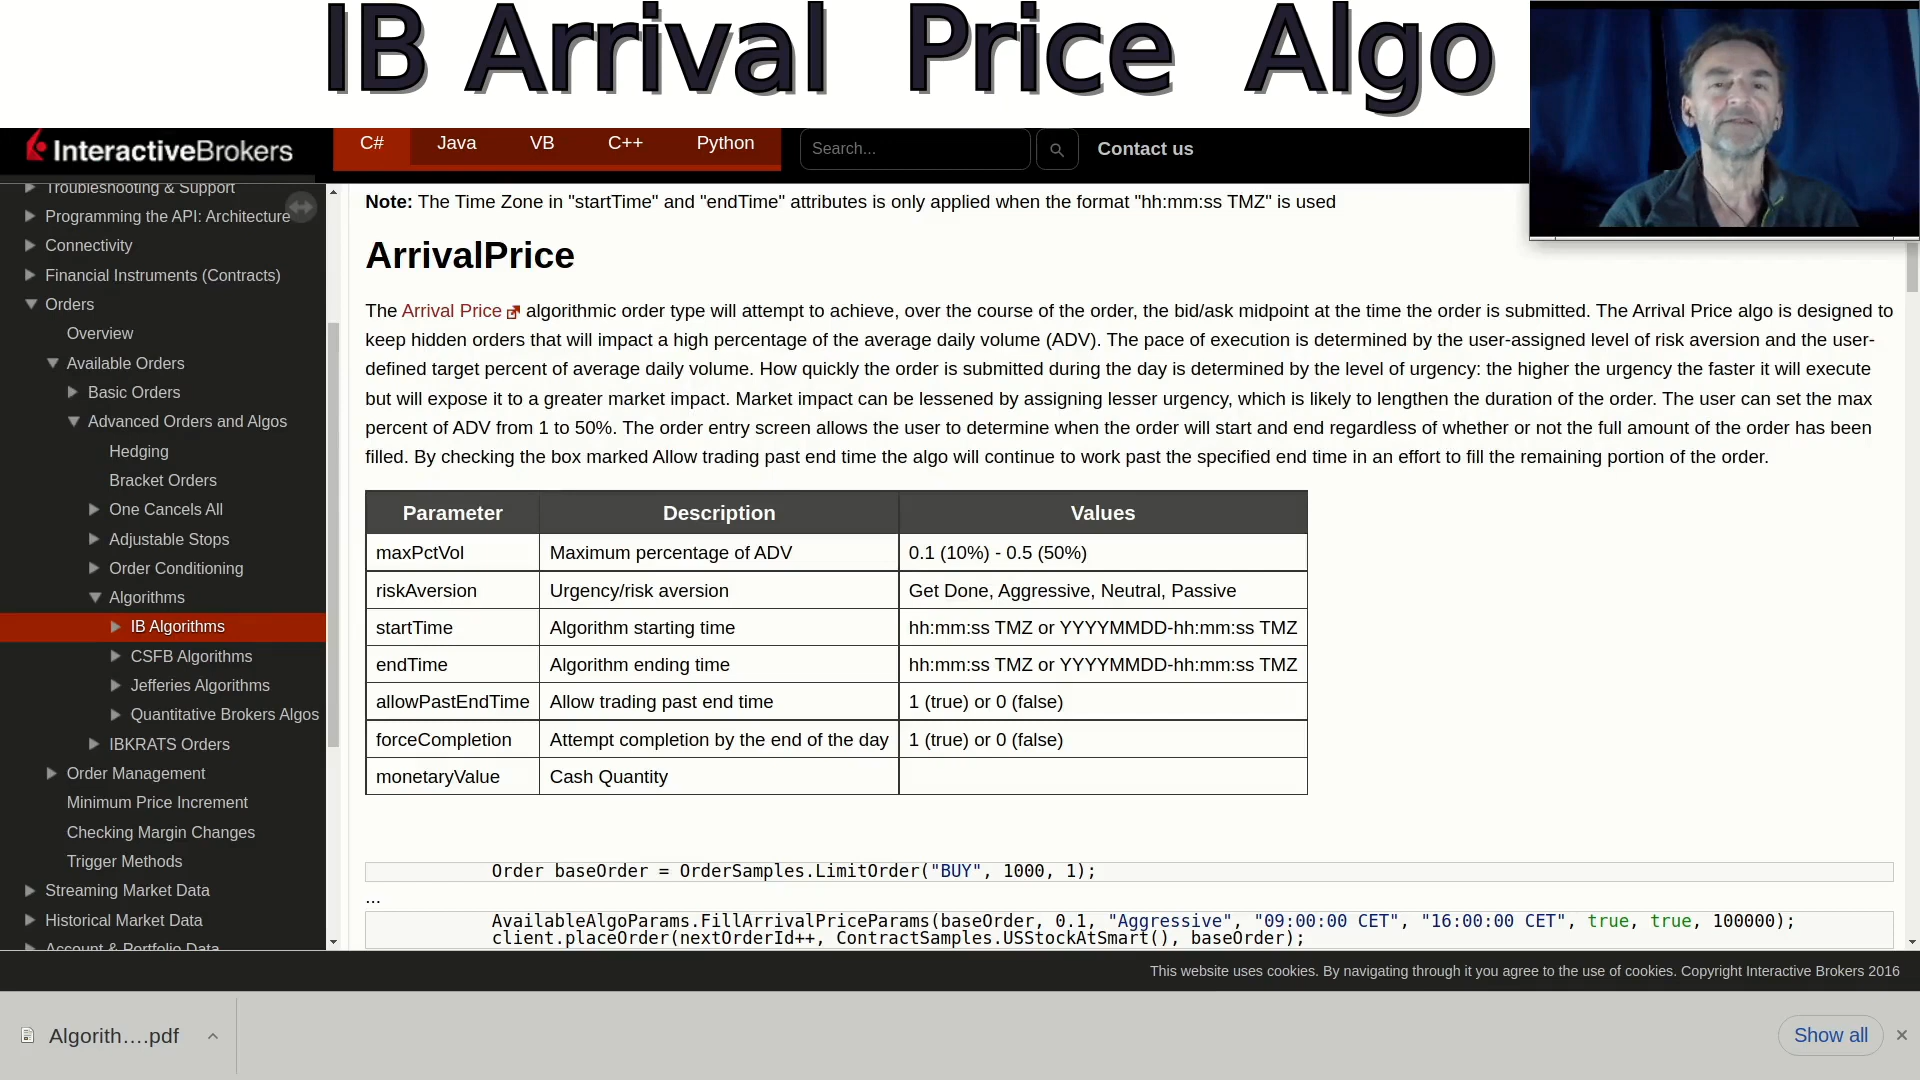 IB Arrival Price Algo
InteractiveBrokers
C# Java VB C++ Python
Search...
Contact us
Troubleshooting & Support
Programming the API: Architecture
Connectivity
Financial Instruments (Contracts)
Orders
Overview
Available Orders
Basic Orders
Advanced Orders and Algos
Hedging
Bracket Orders
One Cancels All
Adjustable Stops
Order Conditioning
Algorithms
IB Algorithms
CSFB Algorithms
Jefferies Algorithms
Quantitative Brokers Algos
IBKRATS Orders
Order Management
Minimum Price Increment
Checking Margin Changes
Trigger Methods
Streaming Market Data
Historical Market Data
Account & Portfolio Data
Note: The Time Zone in "startTime" and "endTime" attributes is only applied when the format "hh:mm:ss TMZ" is used
ArrivalPrice
The Arrival Price algorithmic order type will attempt to achieve, over the course of the order, the bid/ask midpoint at the time the order is submitted. The Arrival Price algo is designed to
keep hidden orders that will impact a high percentage of the average daily volume (ADV). The pace of execution is determined by the user-assigned level of risk aversion and the user-
defined target percent of average daily volume. How quickly the order is submitted during the day is determined by the level of urgency: the higher the urgency the faster it will execute
but will expose it to a greater market impact. Market impact can be lessened by assigning lesser urgency, which is likely to lengthen the duration of the order. The user can set the max
percent of ADV from 1 to 50%. The order entry screen allows the user to determine when the order will start and end regardless of whether or not the full amount of the order has been
filled. By checking the box marked Allow trading past end time the algo will continue to work past the specified end time in an effort to fill the remaining portion of the order.
Parameter Description Values
maxPctVol Maximum percentage of ADV 0.1 (10%) - 0.5 (50%)
riskAversion Urgency/risk aversion Get Done, Aggressive, Neutral, Passive
startTime Algorithm starting time hh:mm:ss TMZ or YYYYMMDD-hh:mm:ss TMZ
endTime Algorithm ending time hh:mm:ss TMZ or YYYYMMDD-hh:mm:ss TMZ
allowPastEndTime Allow trading past end time 1 (true) or 0 (false)
forceCompletion Attempt completion by the end of the day 1 (true) or 0 (false)
monetaryValue Cash Quantity
Order baseOrder = OrderSamples.LimitOrder("BUY", 1000, 1);
...
AvailableAlgoParams.FillArrivalPriceParams(baseOrder, 0.1, "Aggressive", "09:00:00 CET", "16:00:00 CET", true, true, 100000);
client.placeOrder(nextOrderId++, ContractSamples.USStockAtSmart(), baseOrder);
This website uses cookies. By navigating through it you agree to the use of cookies. Copyright Interactive Brokers 2016
Algorith....pdf
Show all